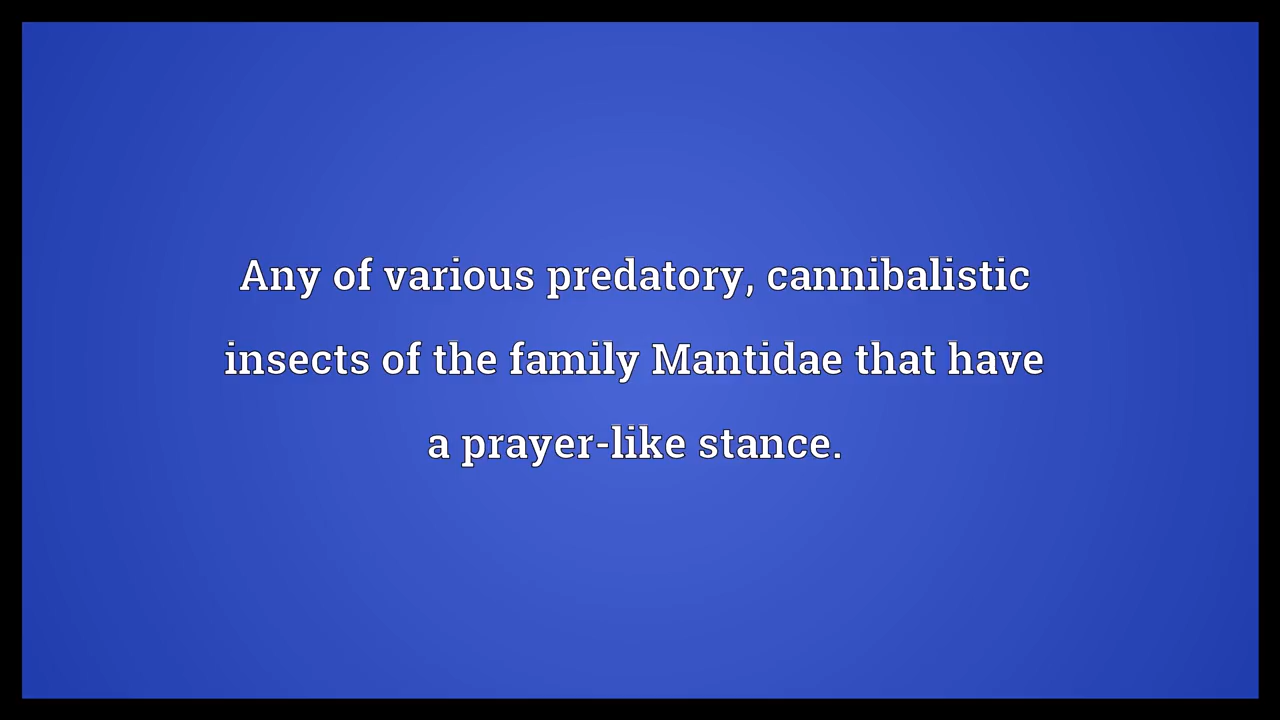 Any of various predatory, cannibalistic
insects of the family Mantidae that have
a prayer-like stance.